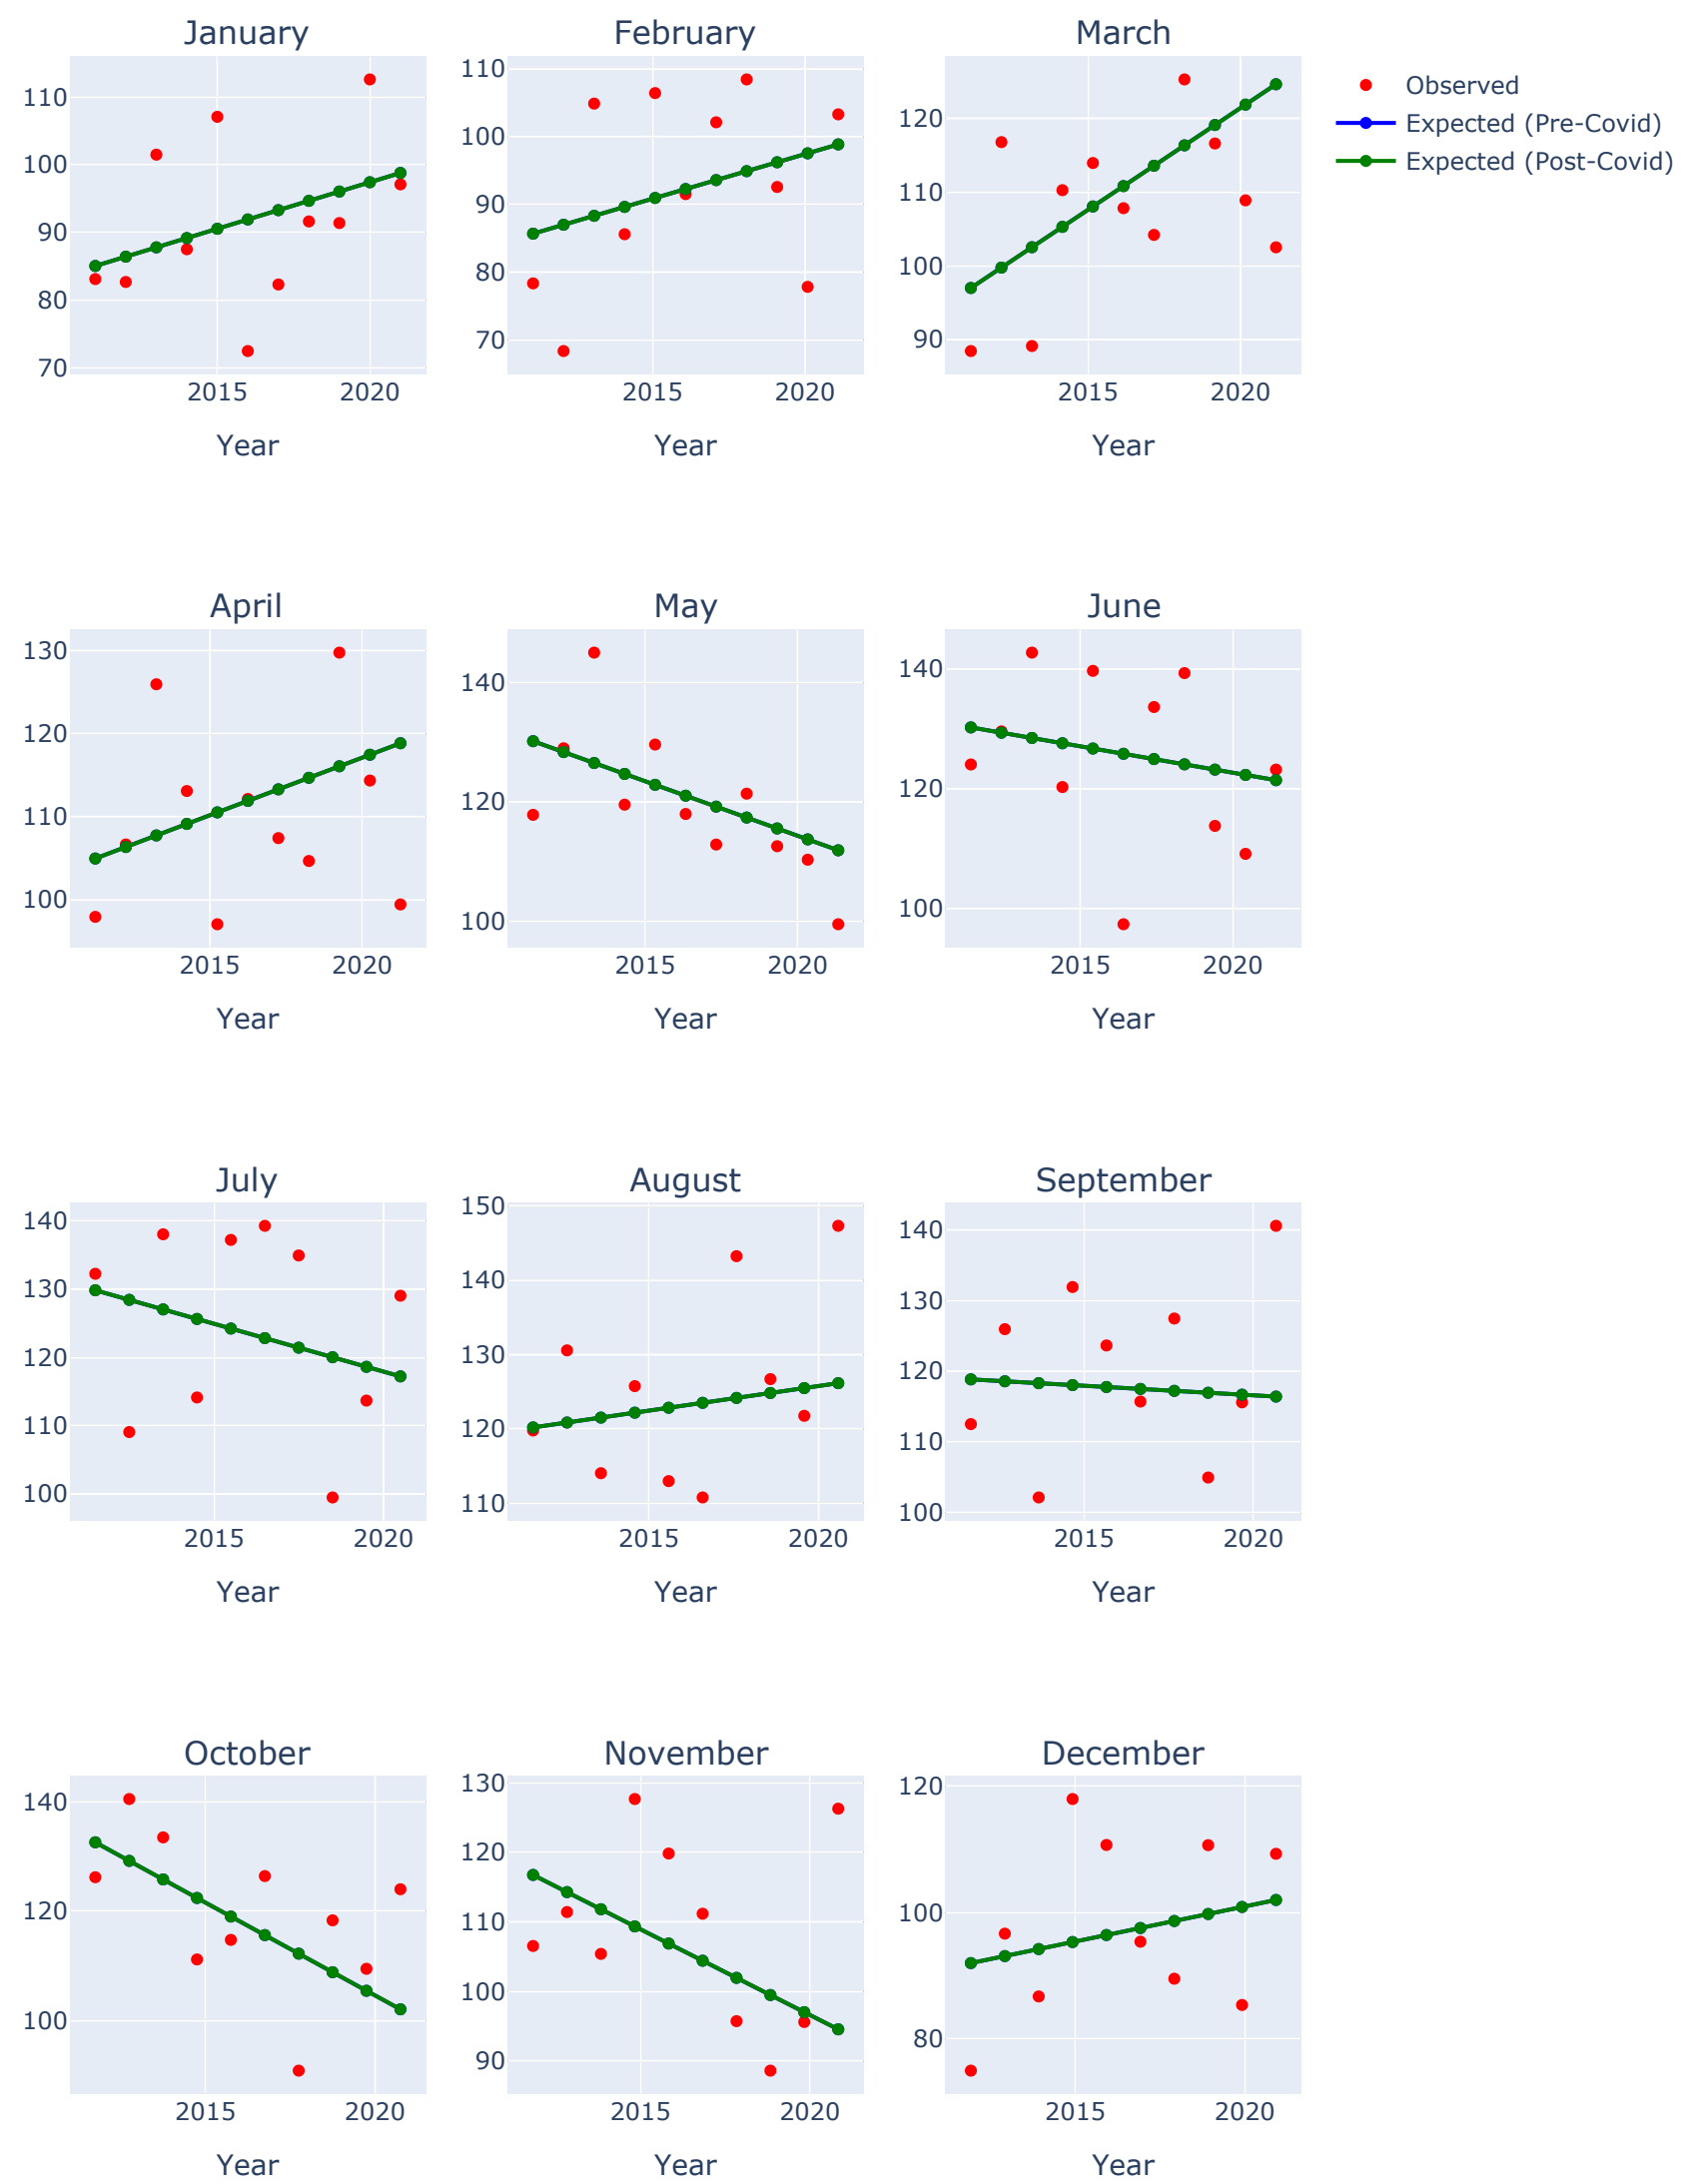 January
February
March
110
100
90
80
70
2015
2020
Year
110
100
90
80
70
2015
2020
Year
120
110
100
90
2015
2020
Year
Observed
Expected (Pre-Covid)
Expected (Post-Covid)
April
May
June
130
120
110
100
2015
2020
Year
140
120
100
2015
2020
Year
140
120
100
2015
2020
Year
July
August
September
140
130
120
110
100
2015
2020
Year
150
140
130
120
110
2015
2020
Year
140
130
120
110
100
2015
2020
Year
October
November
December
140
120
100
2015
2020
Year
130
120
110
100
90
2015
2020
Year
120
100
80
2015
2020
Year